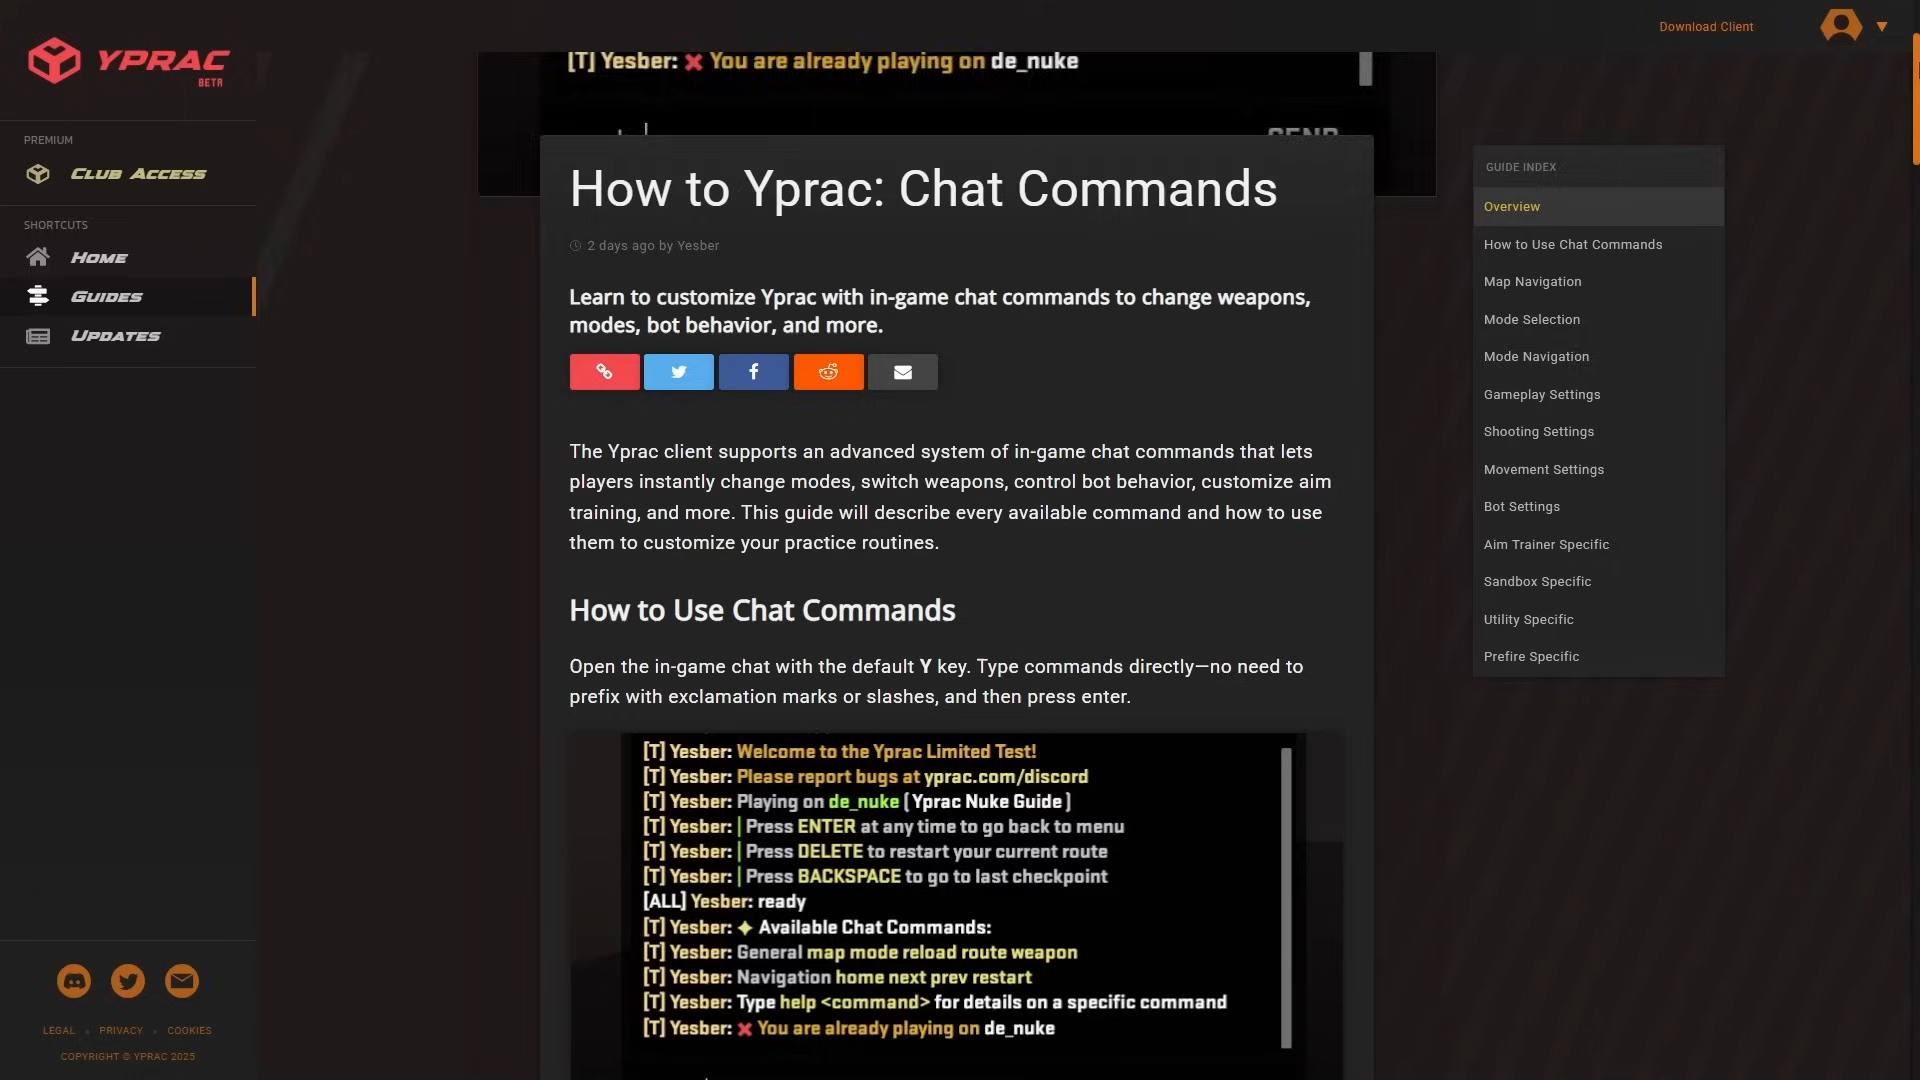 YPRAC
BETA
PREMIUM
CLUB ACCESS
SHORTCUTS
HOME
GUIDES
UPDATES
LEGAL • PRIVACY • COOKIES
COPYRIGHT © YPRAC 2025
Download Client
[T] Yesber: ✖ You are already playing on de_nuke
SEND
How to Yprac: Chat Commands
2 days ago by Yesber
Learn to customize Yprac with in-game chat commands to change weapons,
modes, bot behavior, and more.
The Yprac client supports an advanced system of in-game chat commands that lets
players instantly change modes, switch weapons, control bot behavior, customize aim
training, and more. This guide will describe every available command and how to use
them to customize your practice routines.
How to Use Chat Commands
Open the in-game chat with the default Y key. Type commands directly—no need to
prefix with exclamation marks or slashes, and then press enter.
[T] Yesber: Welcome to the Yprac Limited Test!
[T] Yesber: Please report bugs at yprac.com/discord
[T] Yesber: Playing on de_nuke [ Yprac Nuke Guide ]
[T] Yesber: | Press ENTER at any time to go back to menu
[T] Yesber: | Press DELETE to restart your current route
[T] Yesber: | Press BACKSPACE to go to last checkpoint
[ALL] Yesber: ready
[T] Yesber: ✦ Available Chat Commands:
[T] Yesber: General map mode reload route weapon
[T] Yesber: Navigation home next prev restart
[T] Yesber: Type help <command> for details on a specific command
[T] Yesber: ✖ You are already playing on de_nuke
GUIDE INDEX
Overview
How to Use Chat Commands
Map Navigation
Mode Selection
Mode Navigation
Gameplay Settings
Shooting Settings
Movement Settings
Bot Settings
Aim Trainer Specific
Sandbox Specific
Utility Specific
Prefire Specific